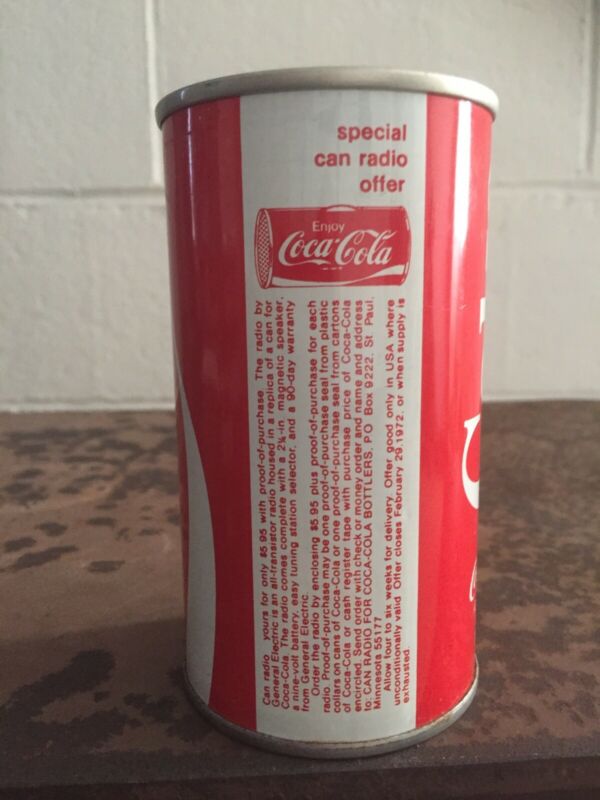 special
can radio
offer
Enjoy
Coca-Cola
Can radio yours for only $5.95 with proof-of-purchase. The radio by
General Electric is an all-transistor radio housed in a replica of a can for
Coca-Cola. The radio comes complete with a 2¼-in. magnetic speaker,
a nine-volt battery, easy tuning station selector, and a 90-day warranty
from General Electric.
Order the radio by enclosing $5.95 plus proof-of-purchase for each
radio. Proof-of-purchase may be one proof-of-purchase seal from plastic
collars on cans of Coca-Cola or one proof-of-purchase seal from cartons
of Coca-Cola or cash register tape with purchase price of Coca-Cola
encircled. Send order with check or money order and name and address
to: CAN RADIO FOR COCA-COLA BOTTLERS, PO Box 9222, St. Paul,
Minnesota 55177
Allow four to six weeks for delivery. Offer good only in USA where
unconditionally valid. Offer closes February 29, 1972, or when supply is
exhausted.